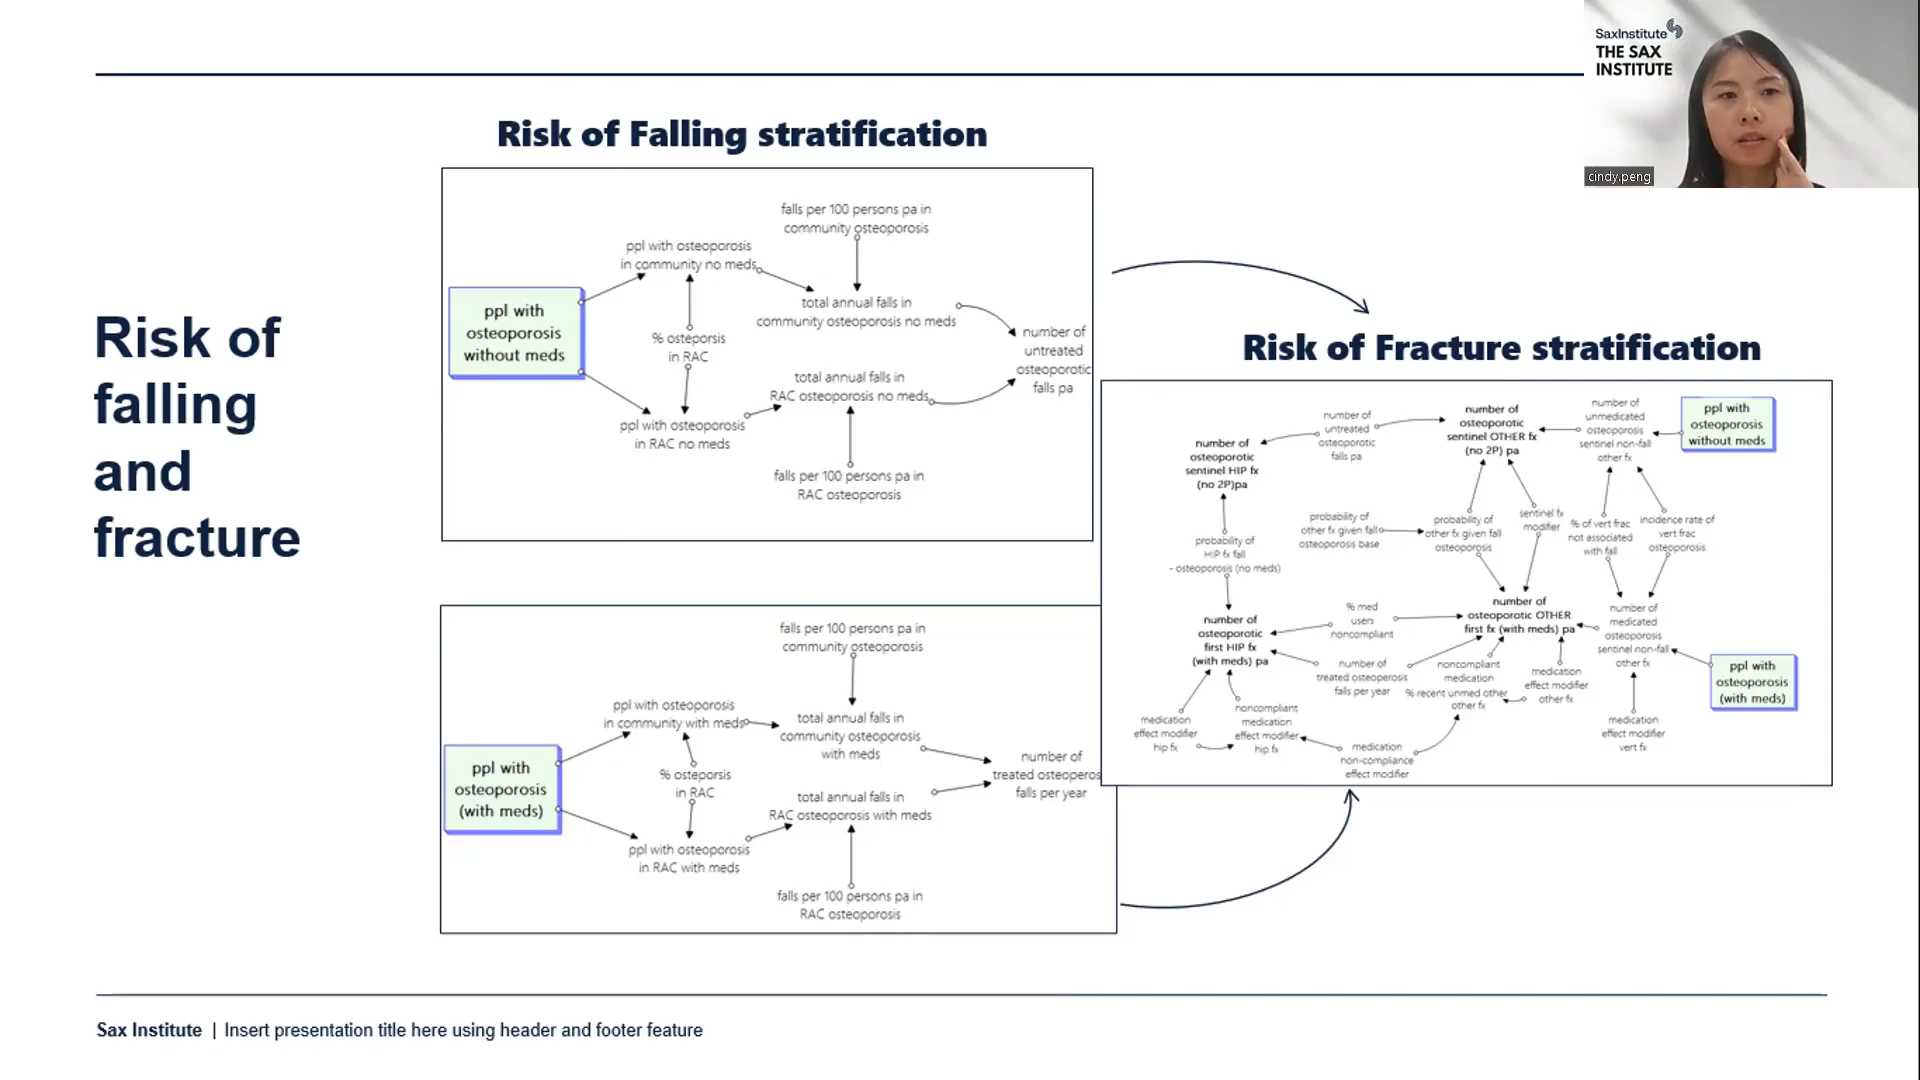 SaxInstitute
THE SAX
INSTITUTE
cindy.peng
Risk of
falling
and
fracture
Risk of Falling stratification
falls per 100 persons pa in
community osteoporosis
ppl with osteoporosis
in community no meds
ppl with
osteoporosis
without meds
total annual falls in
community osteoporosis no meds
% osteporsis
in RAC
number of
untreated
osteoporotic
falls pa
total annual falls in
RAC osteoporosis no meds
ppl with osteoporosis
in RAC no meds
falls per 100 persons pa in
RAC osteoporosis
falls per 100 persons pa in
community osteoporosis
ppl with osteoporosis
in community with meds
total annual falls in
community osteoporosis
with meds
ppl with
osteoporosis
(with meds)
% osteporsis
in RAC
number of
treated osteoperos
falls per year
total annual falls in
RAC osteoporosis with meds
ppl with osteoporosis
in RAC with meds
falls per 100 persons pa in
RAC osteoporosis
Risk of Fracture stratification
number of
osteoporotic
sentinel HIP fx
(no 2P)pa
number of
untreated
osteoporotic
falls pa
number of
osteoporotic
sentinel OTHER fx
(no 2P) pa
number of
unmedicated
osteoporosis
sentinel non-fall
other fx
ppl with
osteoporosis
without meds
probability of
HIP fx fall
- osteoporosis (no meds)
probability of
other fx given fall
osteoporosis base
probability of
other fx given fall
osteoporosis
sentinel fx
modifier
% of vert frac
not associated
with fall
incidence rate of
vert frac
osteoporosis
number of
osteoporotic
first HIP fx
(with meds) pa
% med
users
noncompliant
number of
osteoporotic OTHER
first fx (with meds) pa
number of
medicated
osteoporosis
sentinel non-fall
other fx
ppl with
osteoporosis
(with meds)
number of
treated osteoperosis
falls per year
noncompliant
medication
% recent unmed other
other fx
medication
effect modifier
other fx
medication
effect modifier
hip fx
noncompliant
medication
effect modifier
hip fx
medication
non-compliance
effect modifier
medication
effect modifier
vert fx
Sax Institute | Insert presentation title here using header and footer feature